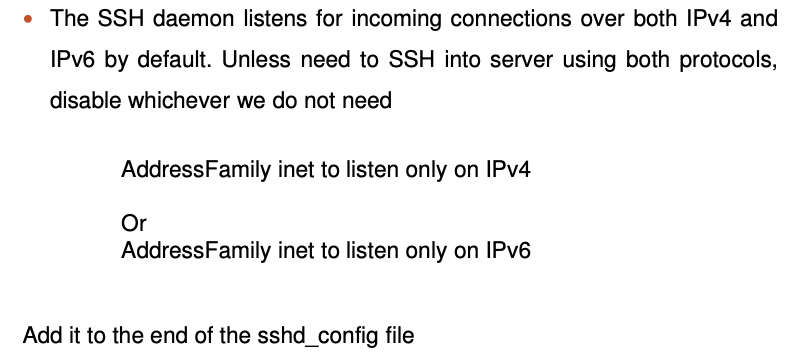 • The SSH daemon listens for incoming connections over both IPv4 and
IPv6 by default. Unless need to SSH into server using both protocols,
disable whichever we do not need
AddressFamily inet to listen only on IPv4
Or
AddressFamily inet to listen only on IPv6
Add it to the end of the sshd_config file